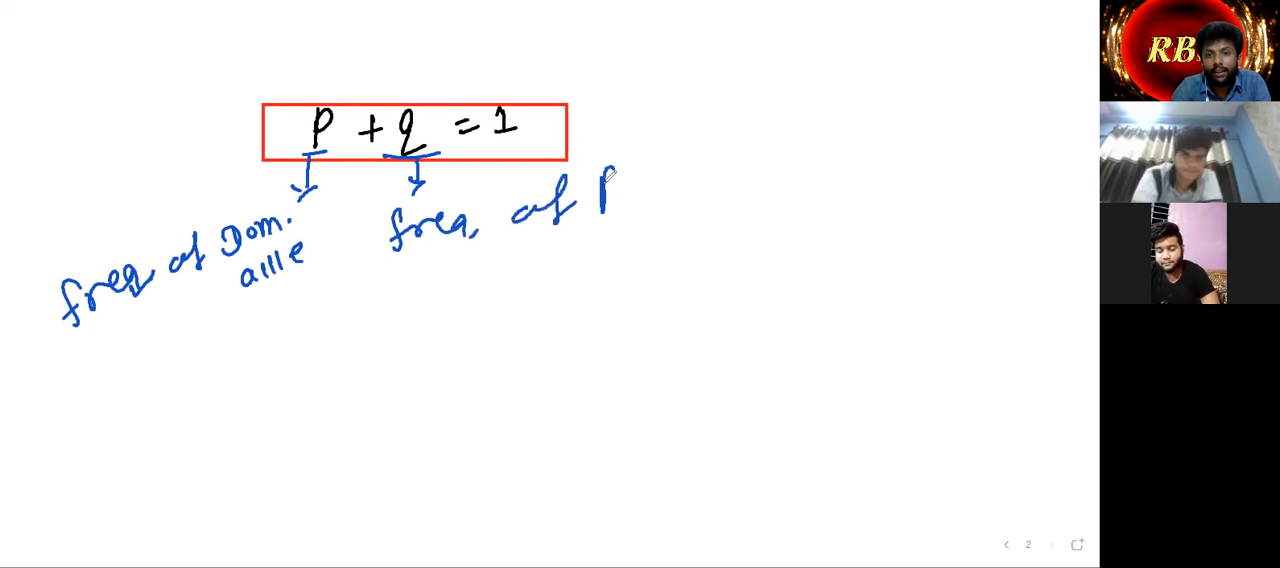 RB
p + q = 1
freq. of Dom. allle
freq. of
2